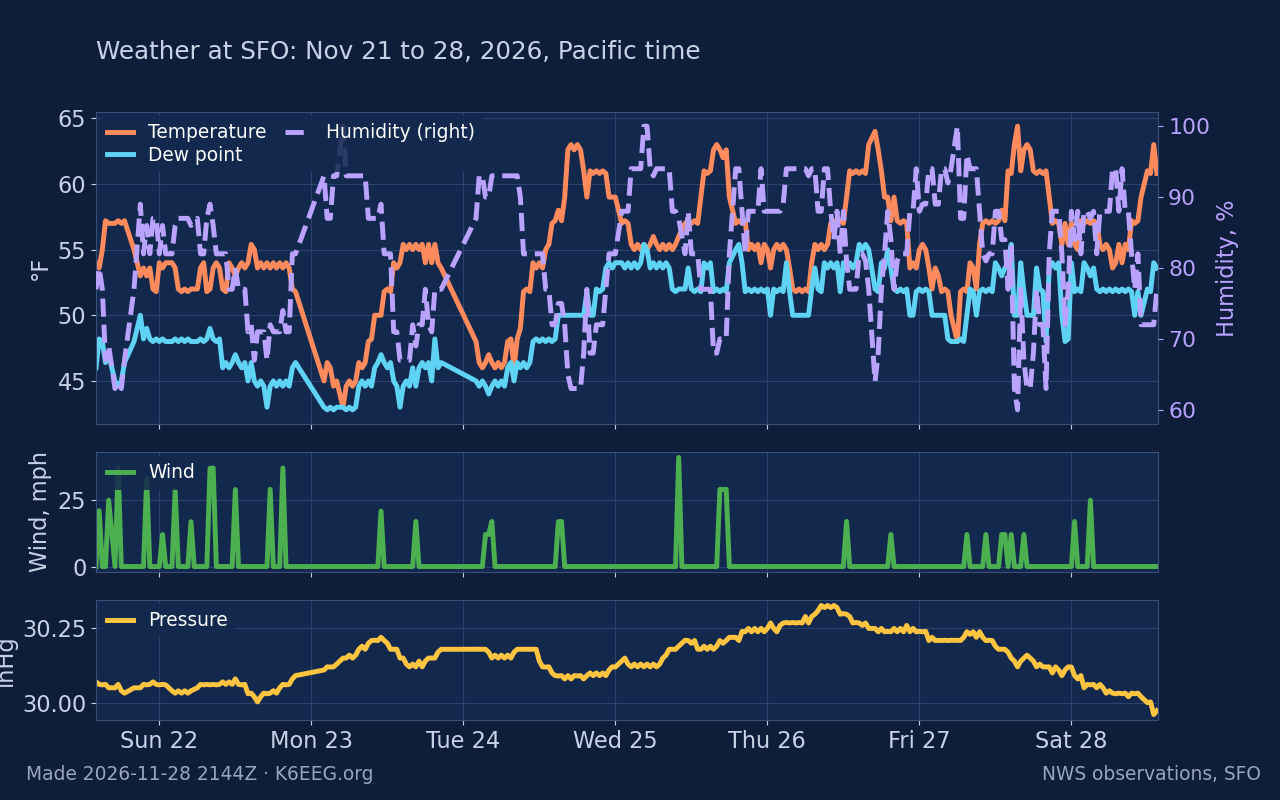 Weather at SFO: Nov 21 to 28, 2026, Pacific time
Temperature
Humidity (right)
Dew point
65
60
55
50
45
°F
100
90
80
70
60
Humidity, %
Wind
25
0
Wind, mph
Pressure
30.25
30.00
inHg
Sun 22
Mon 23
Tue 24
Wed 25
Thu 26
Fri 27
Sat 28
Made 2026-11-28 2144Z · K6EEG.org
NWS observations, SFO